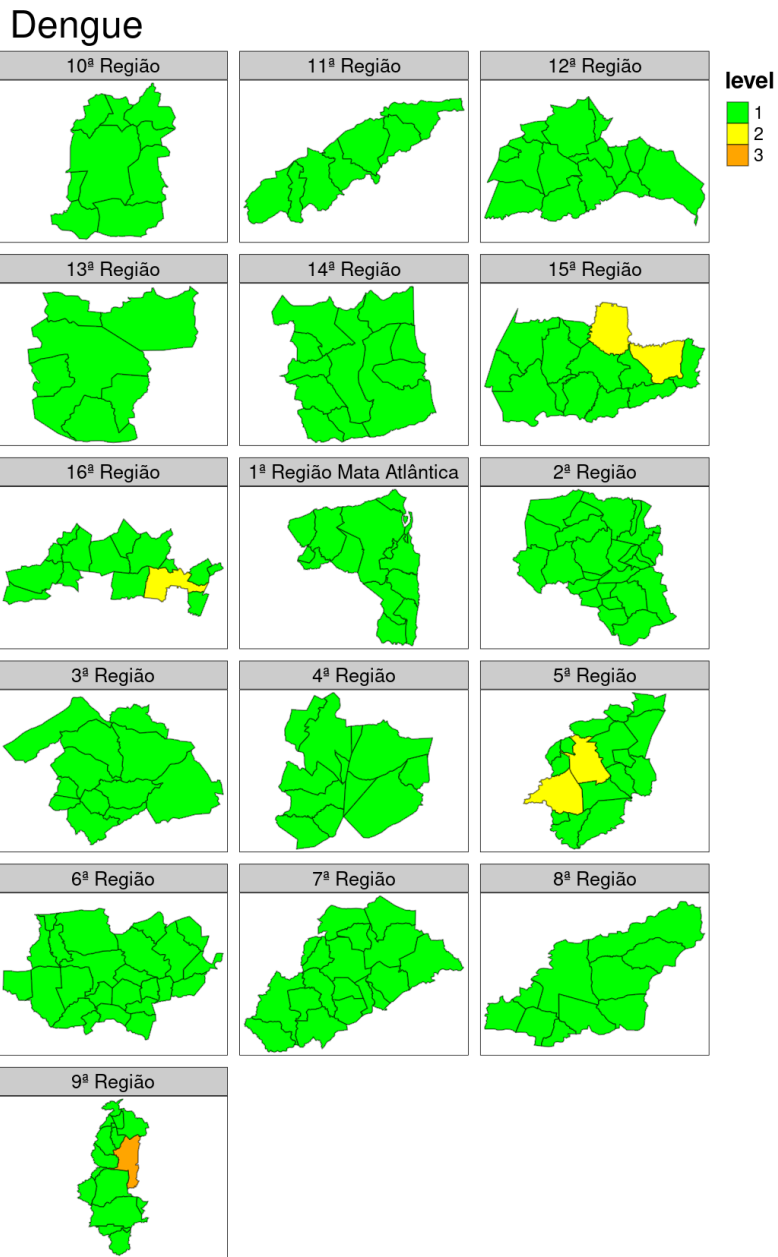 Dengue
10ª Região
11ª Região
12ª Região
level
1
2
3
13ª Região
14ª Região
15ª Região
16ª Região
1ª Região Mata Atlântica
2ª Região
3ª Região
4ª Região
5ª Região
6ª Região
7ª Região
8ª Região
9ª Região